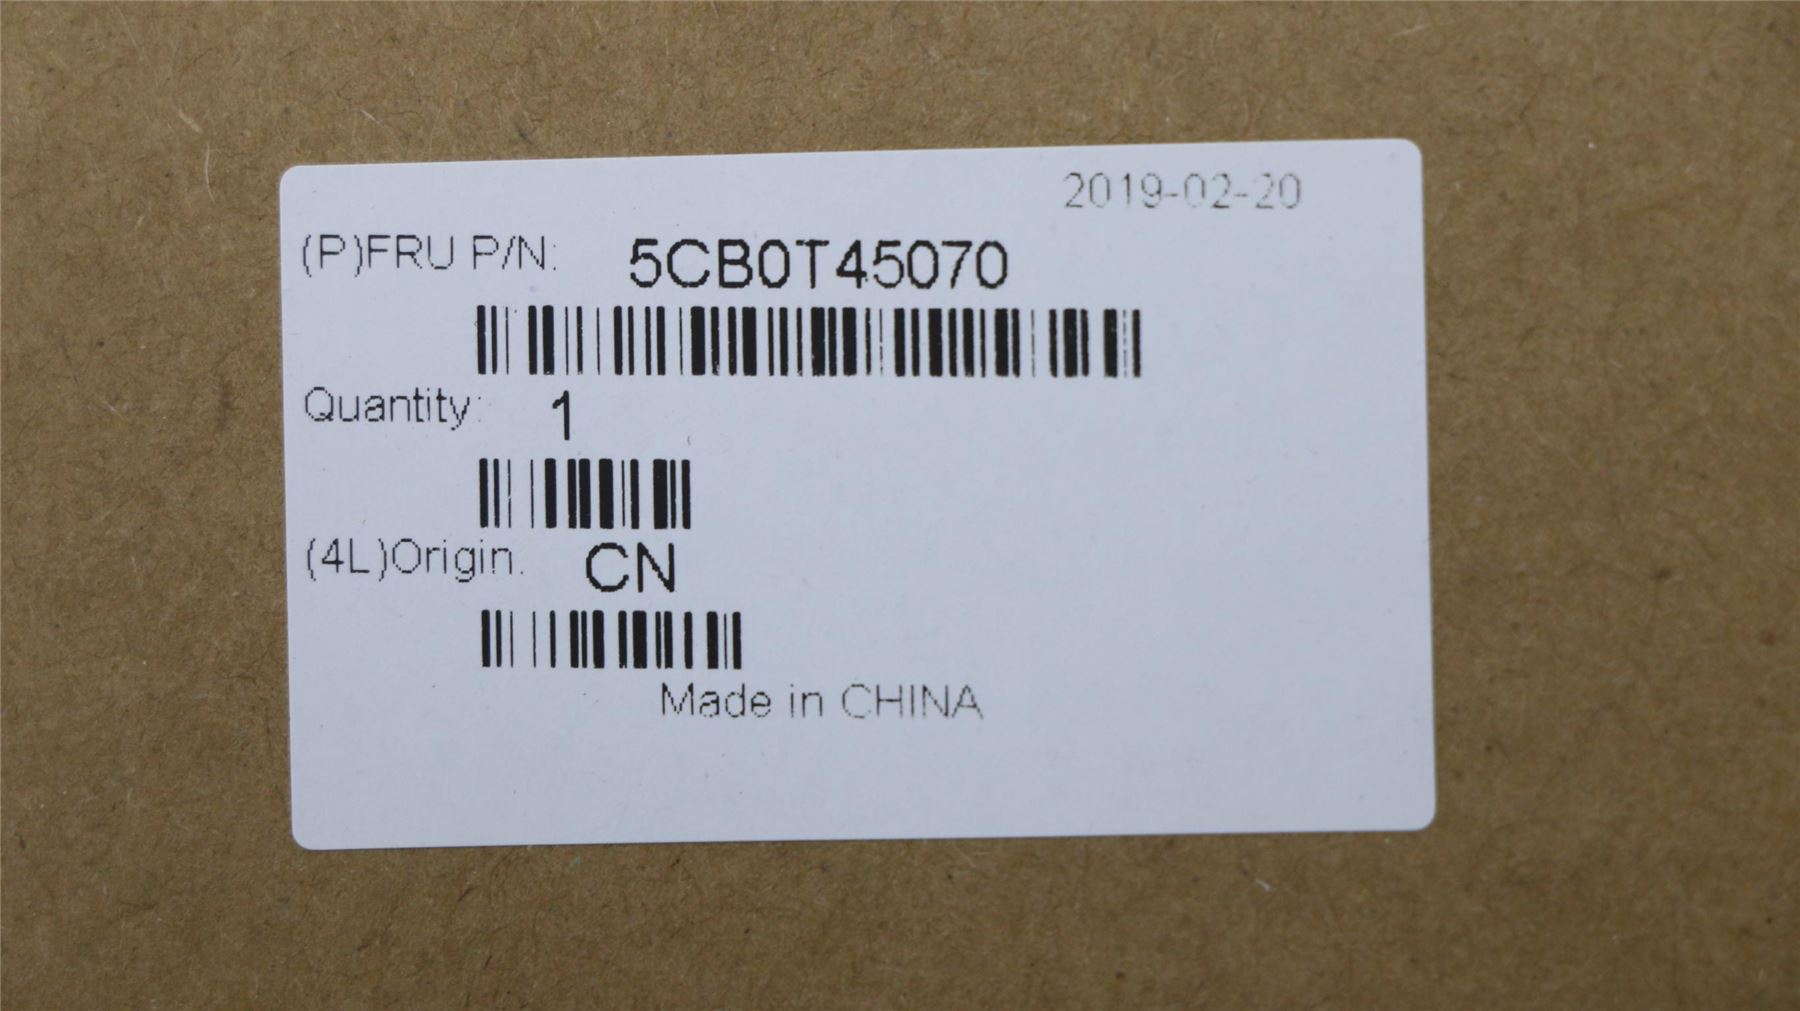 2019-02-20
(P)FRU P/N: 5CB0T45070
Quantity: 1
(4L)Origin: CN
Made in CHINA